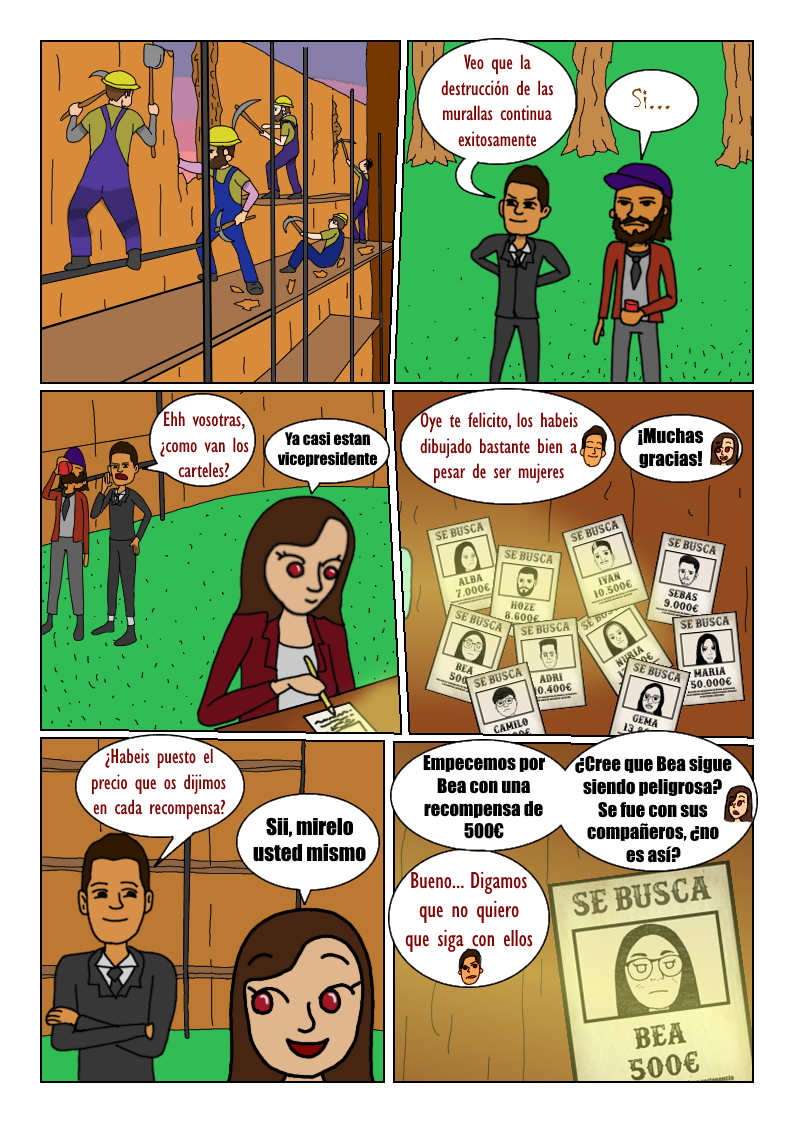 Veo que la
destrucción de las
murallas continua
exitosamente
Si...
Ehh vosotras,
¿como van los
carteles?
Ya casi estan
vicepresidente
Oye te felicito, los habeis
dibujado bastante bien a
pesar de ser mujeres
¡Muchas
gracias!
SE BUSCA
ALBA
7.000€
SE BUSCA
HOZE
8.600€
SE BUSCA
IVAN
10.500€
SE BUSCA
SEBAS
9.000€
SE BUSCA
BEA
500
SE BUSCA
ADRI
10.400€
SE BUSCA
NURIA
SE BUSCA
MARIA
50.000€
SE BUSCA
CAMILO
SE BUSCA
GEMA
¿Habeis puesto el
precio que os dijimos
en cada recompensa?
Sii, mirelo
usted mismo
Empecemos por
Bea con una
recompensa de
500€
¿Cree que Bea sigue
siendo peligrosa?
Se fue con sus
compañeros, ¿no
es así?
Bueno... Digamos
que no quiero
que siga con ellos
SE BUSCA
BEA
500€